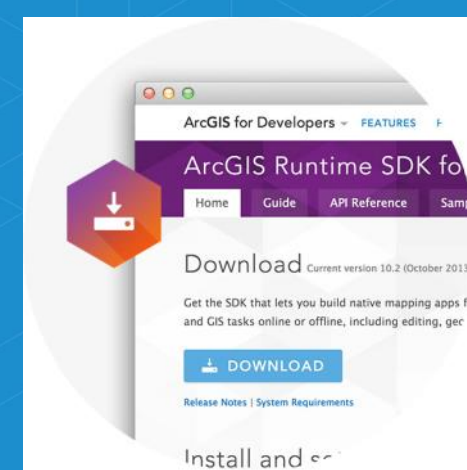 ArcGIS for Developers FEATURES
ArcGIS Runtime SDK fo
Home Guide API Reference Samp
Download Current version 10.2 (October 2013
Get the SDK that lets you build native mapping apps f
and GIS tasks online or offline, including editing, geo
DOWNLOAD
Release Notes | System Requirements
Install and